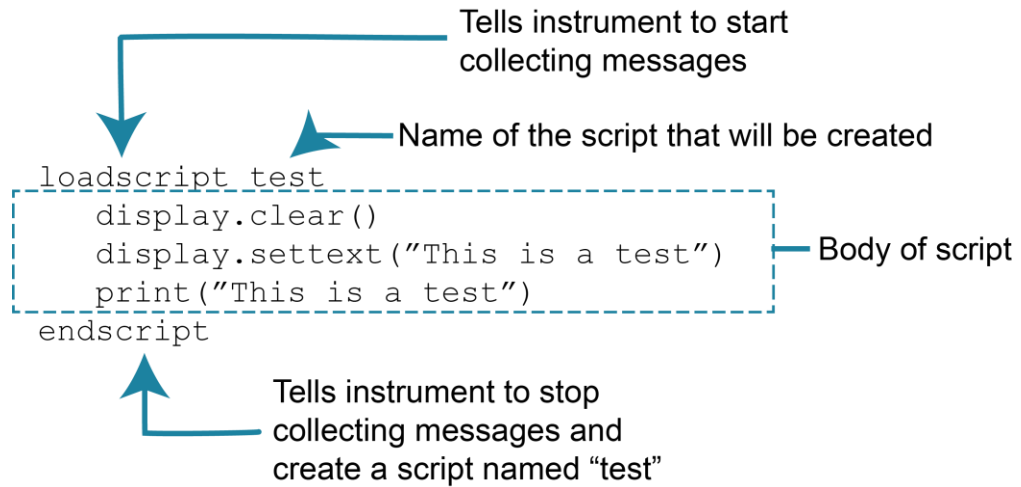 Tells instrument to start
collecting messages
Name of the script that will be created
loadscript test
display.clear()
display.settext(”This is a test”)
Body of script
print(”This is a test”)
endscript
Tells instrument to stop
collecting messages and
create a script named “test”